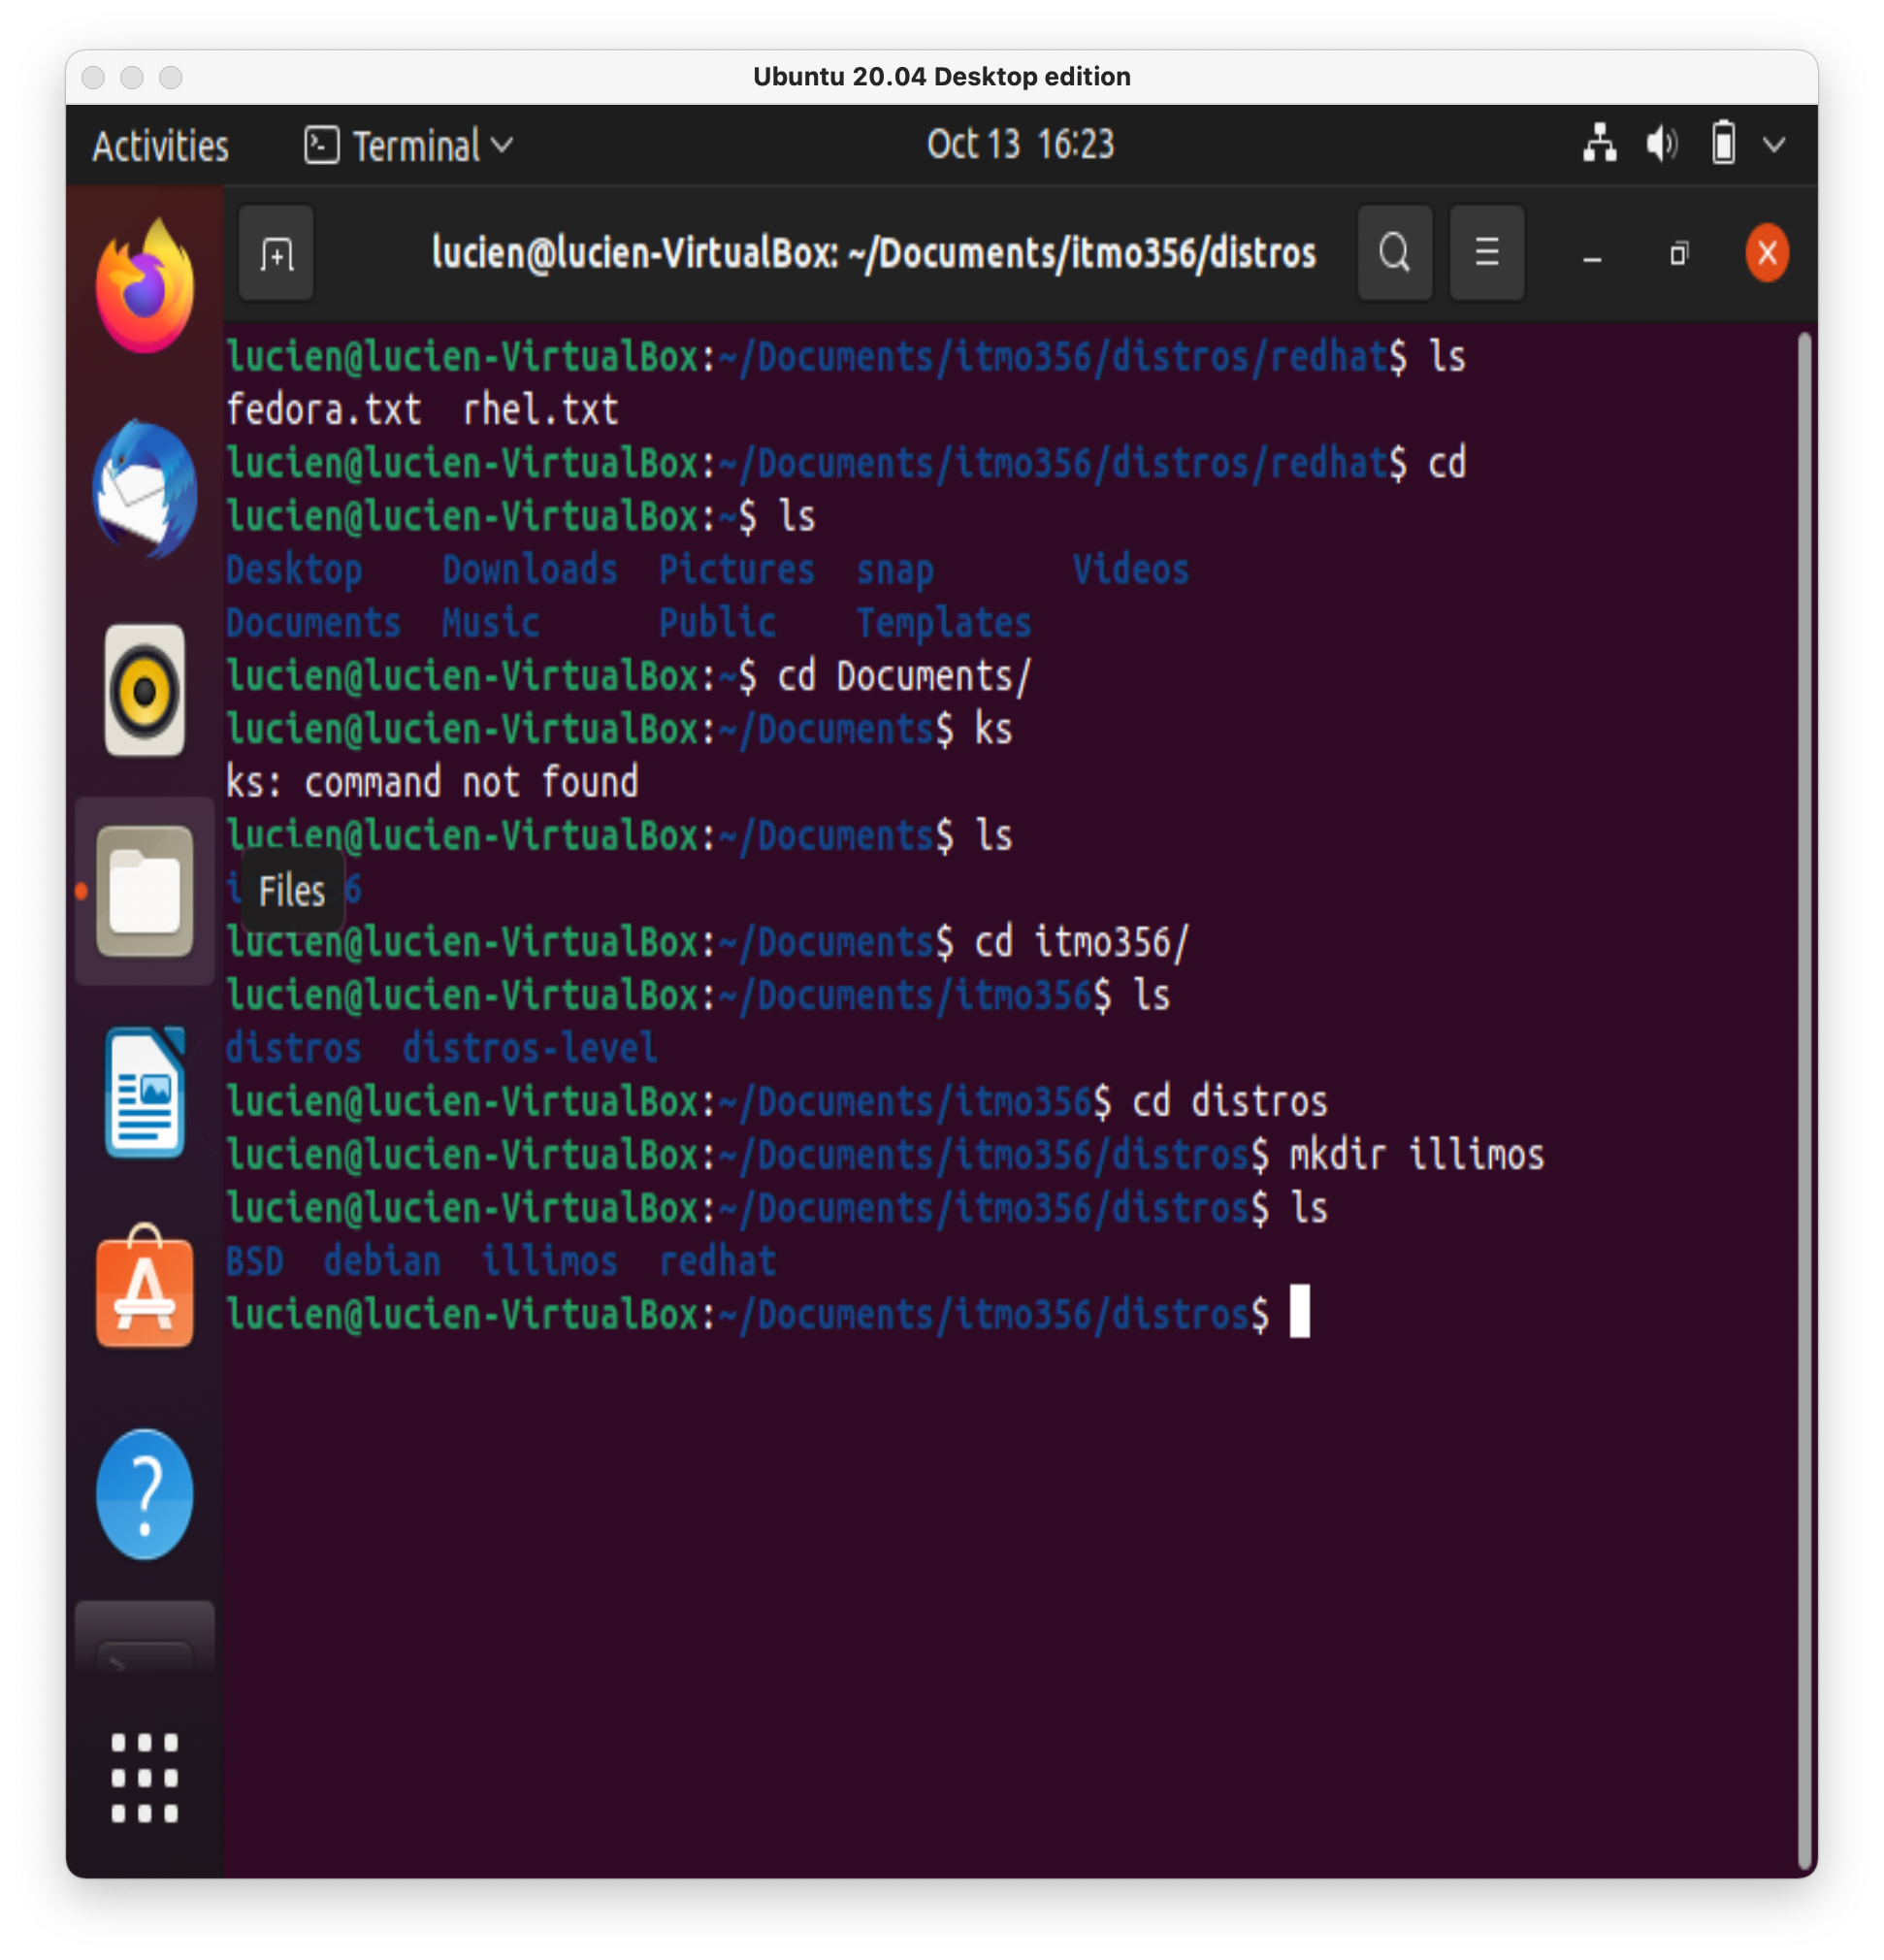 Ubuntu 20.04 Desktop edition
Activities Terminal Oct 13 16:23
lucien@lucien-VirtualBox: ~/Documents/itmo356/distros
lucien@lucien-VirtualBox:~/Documents/itmo356/distros/redhat$ ls
fedora.txt rhel.txt
lucien@lucien-VirtualBox:~/Documents/itmo356/distros/redhat$ cd
lucien@lucien-VirtualBox:~$ ls
Desktop Downloads Pictures snap Videos
Documents Music Public Templates
lucien@lucien-VirtualBox:~$ cd Documents/
lucien@lucien-VirtualBox:~/Documents$ ks
ks: command not found
lucien@lucien-VirtualBox:~/Documents$ ls
Files
lucien@lucien-VirtualBox:~/Documents$ cd itmo356/
lucien@lucien-VirtualBox:~/Documents/itmo356$ ls
distros distros-level
lucien@lucien-VirtualBox:~/Documents/itmo356$ cd distros
lucien@lucien-VirtualBox:~/Documents/itmo356/distros$ mkdir illimos
lucien@lucien-VirtualBox:~/Documents/itmo356/distros$ ls
BSD debian illimos redhat
lucien@lucien-VirtualBox:~/Documents/itmo356/distros$